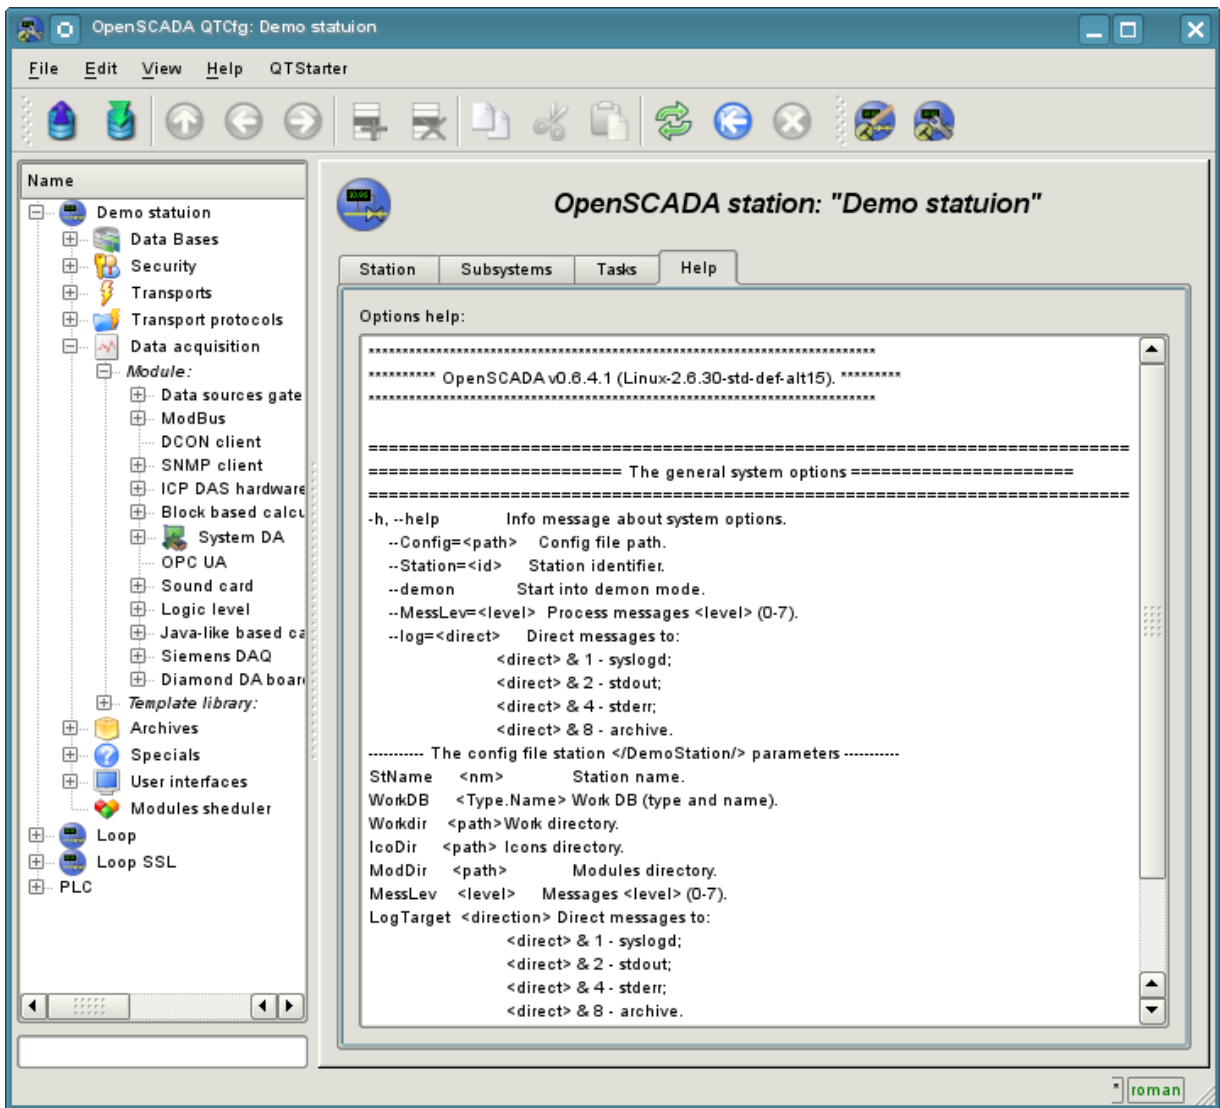 OpenSCADA QTCfg: Demo statuion
File Edit View Help QTStarter
Name
Demo statuion
Data Bases
Security
Transports
Transport protocols
Data acquisition
Module:
Data sources gate
ModBus
DCON client
SNMP client
ICP DAS hardware
Block based calcu
System DA
OPC UA
Sound card
Logic level
Java-like based ca
Siemens DAQ
Diamond DA board
Template library:
Archives
Specials
User interfaces
Modules sheduler
Loop
Loop SSL
PLC
OpenSCADA station: "Demo statuion"
Station Subsystems Tasks Help
Options help:
***************************************************************************
********** OpenSCADA v0.6.4.1 (Linux-2.6.30-std-def-alt15). *********
***************************************************************************
===========================================================================
========================= The general system options ======================
===========================================================================
-h, --help Info message about system options.
--Config=<path> Config file path.
--Station=<id> Station identifier.
--demon Start into demon mode.
--MessLev=<level> Process messages <level> (0-7).
--log=<direct> Direct messages to:
<direct> & 1 - syslogd;
<direct> & 2 - stdout;
<direct> & 4 - stderr;
<direct> & 8 - archive.
---------- The config file station </DemoStation/> parameters ----------
StName <nm> Station name.
WorkDB <Type.Name> Work DB (type and name).
Workdir <path> Work directory.
IcoDir <path> Icons directory.
ModDir <path> Modules directory.
MessLev <level> Messages <level> (0-7).
LogTarget <direction> Direct messages to:
<direct> & 1 - syslogd;
<direct> & 2 - stdout;
<direct> & 4 - stderr;
<direct> & 8 - archive.
* roman